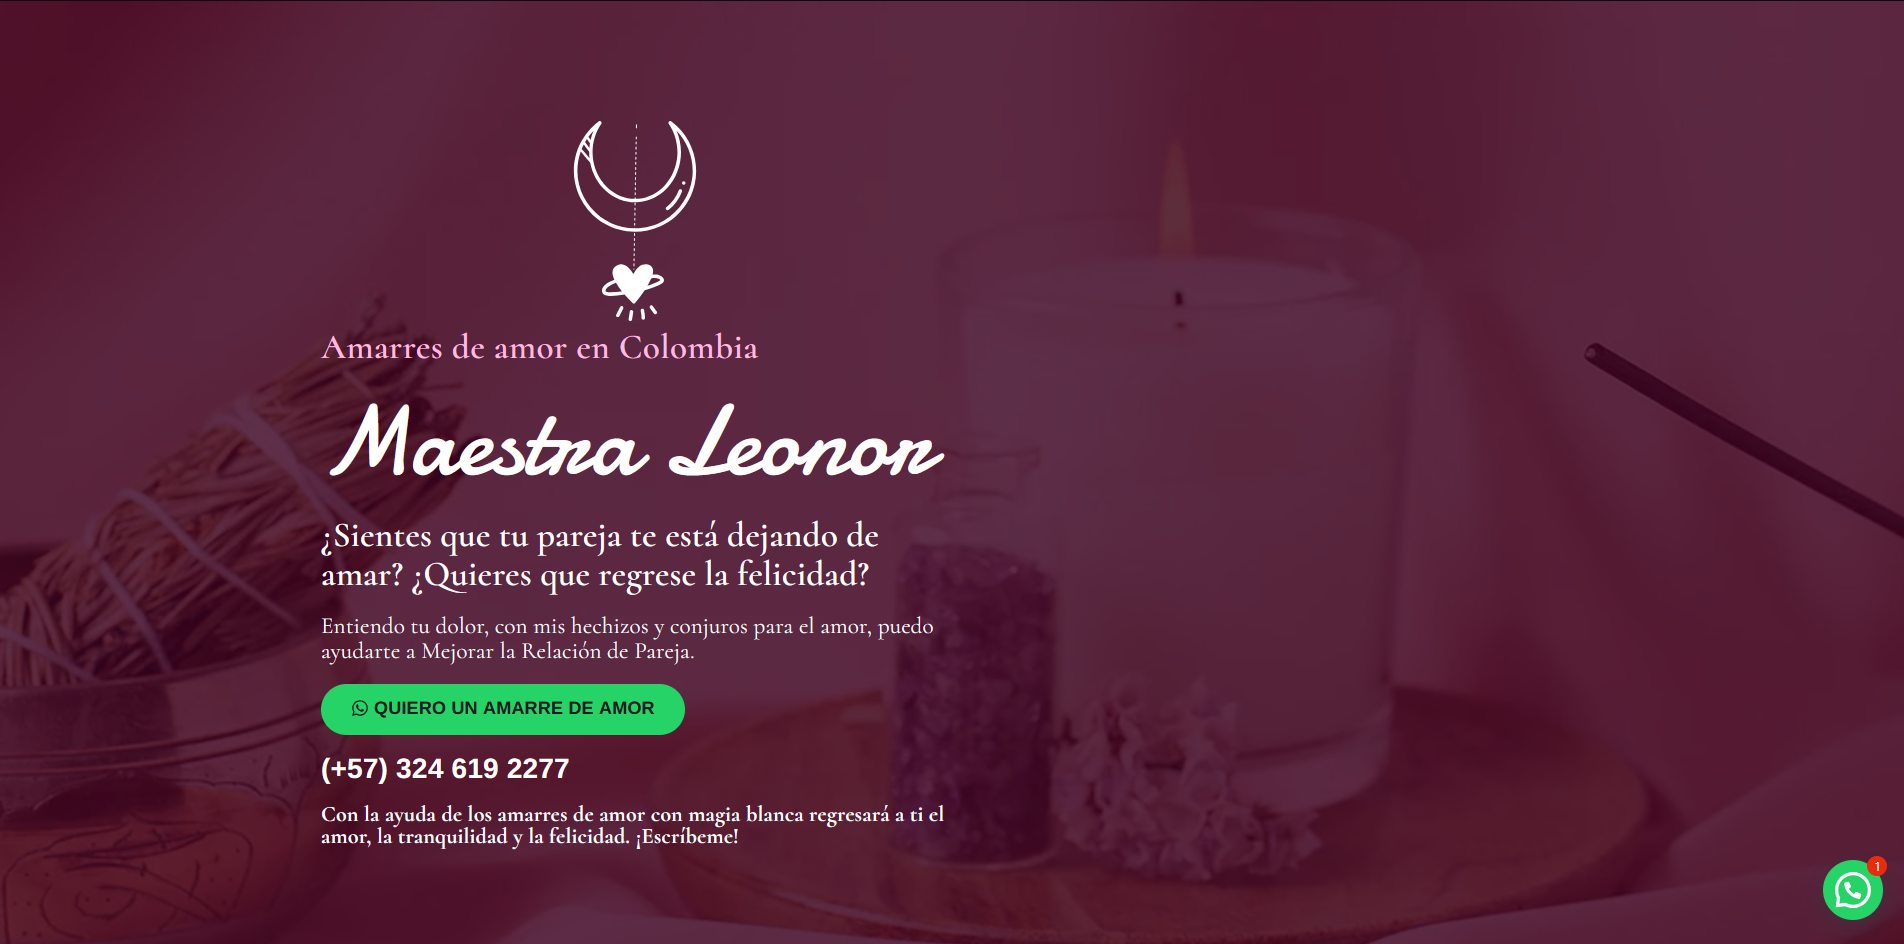 Amarres de amor en Colombia
Maestra Leonor
¿Sientes que tu pareja te está dejando de
amar? ¿Quieres que regrese la felicidad?
Entiendo tu dolor, con mis hechizos y conjuros para el amor, puedo
ayudarte a Mejorar la Relación de Pareja.
QUIERO UN AMARRE DE AMOR
(+57) 324 619 2277
Con la ayuda de los amarres de amor con magia blanca regresará a ti el
amor, la tranquilidad y la felicidad. ¡Escríbeme!
1